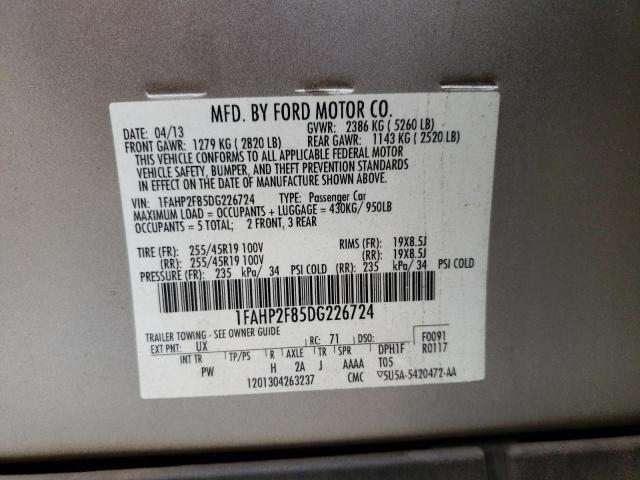 MFD. BY FORD MOTOR CO.
DATE: 04/13 GVWR: 2386 KG ( 5260 LB)
FRONT GAWR: 1279 KG ( 2820 LB) REAR GAWR: 1143 KG ( 2520 LB)
THIS VEHICLE CONFORMS TO ALL APPLICABLE FEDERAL MOTOR
VEHICLE SAFETY, BUMPER, AND THEFT PREVENTION STANDARDS
IN EFFECT ON THE DATE OF MANUFACTURE SHOWN ABOVE.
VIN: 1FAHP2F85DG226724 TYPE: Passenger Car
MAXIMUM LOAD = OCCUPANTS + LUGGAGE = 430KG/ 950LB
OCCUPANTS = 5 TOTAL; 2 FRONT, 3 REAR
TIRE (FR): 255/45R19 100V RIMS (FR): 19X8.5J
(RR): 255/45R19 100V (RR): 19X8.5J
PRESSURE (FR): 235 kPa/ 34 PSI COLD (RR): 235 kPa/ 34 PSI COLD
1FAHP2F85DG226724
TRAILER TOWING - SEE OWNER GUIDE
EXT PNT: UX RC: 71 DSO: F0091
INT TR TP/PS R AXLE TR SPR DPH1F R0117
PW H 2A J AAAA T05
1201304263237 CMC ▽5U5A-5420472-AA